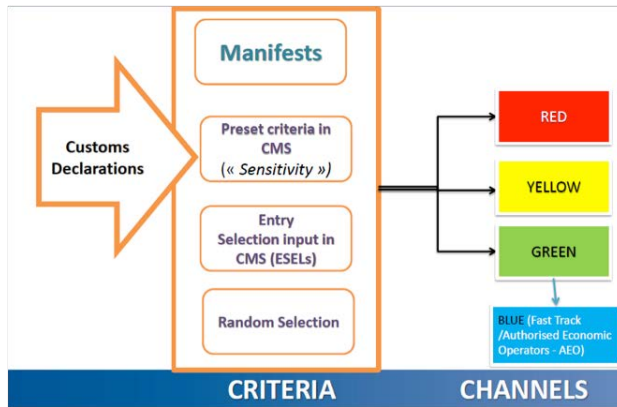 Manifests
Customs
Declarations
Preset criteria in
CMS
(« Sensitivity »)
Entry
Selection input in
CMS (ESELs)
Random Selection
RED
YELLOW
GREEN
BLUE (Fast Track
/Authorised Economic
Operators - AEO)
CRITERIA
CHANNELS